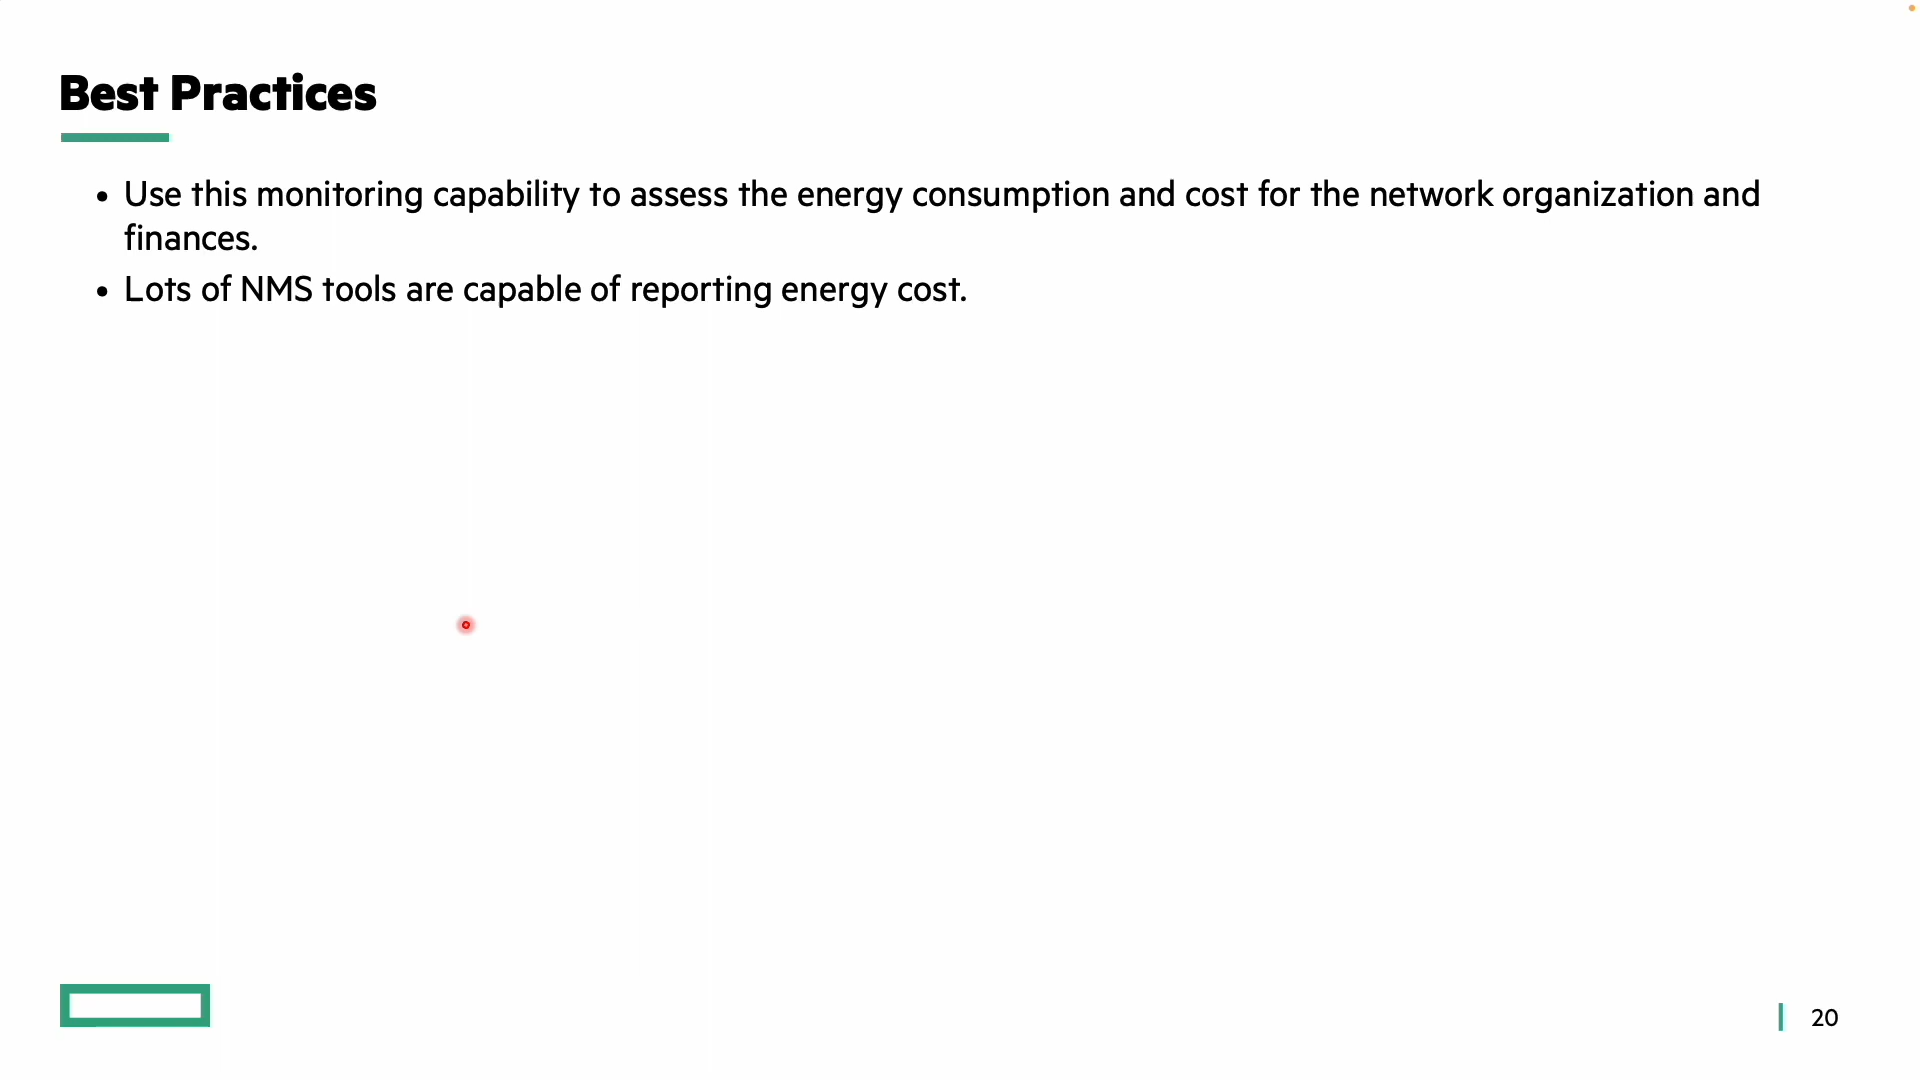 Best Practices
• Use this monitoring capability to assess the energy consumption and cost for the network organization and
finances.
• Lots of NMS tools are capable of reporting energy cost.
20